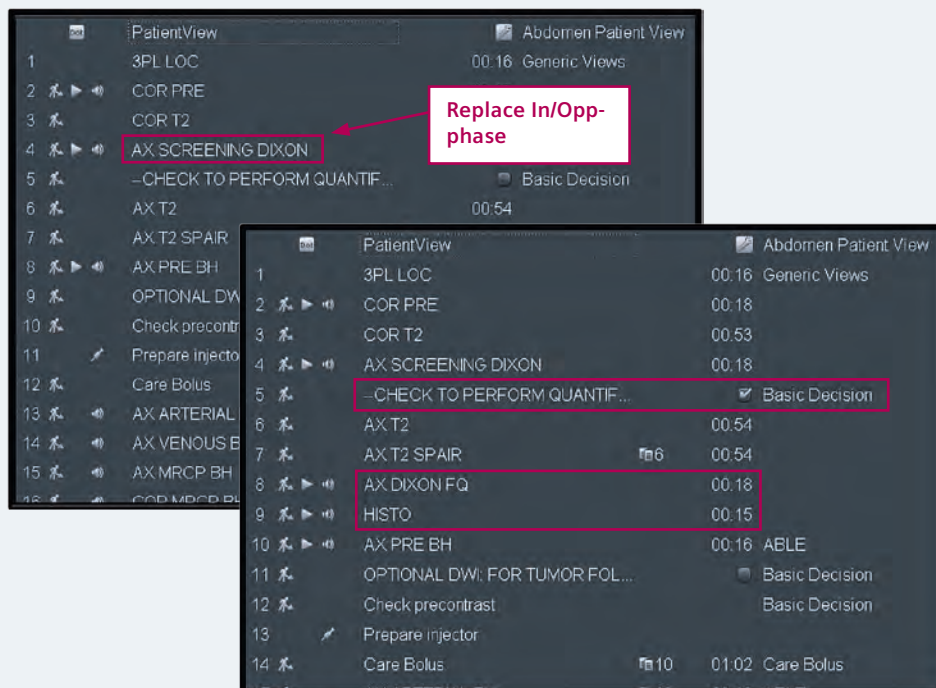 PatientView Abdomen Patient View
1 3PL LOC 00:16 Generic Views
2 COR PRE
3 COR T2
4 AX SCREENING DIXON
5 –CHECK TO PERFORM QUANTIF... Basic Decision
6 AX T2 00:54
7 AX T2 SPAIR
8 AX PRE BH
9 OPTIONAL DW
10 Check precontr
11 Prepare injecto
12 Care Bolus
13 AX ARTERIAL
14 AX VENOUS B
15 AX MRCP BH
16 COR MRCP BH
Replace In/Opp-
phase
PatientView Abdomen Patient View
1 3PL LOC 00:16 Generic Views
2 COR PRE 00:18
3 COR T2 00:53
4 AX SCREENING DIXON 00:18
5 –CHECK TO PERFORM QUANTIF... Basic Decision
6 AX T2 00:54
7 AX T2 SPAIR 6 00:54
8 AX DIXON FQ 00:18
9 HISTO 00:15
10 AX PRE BH 00:16 ABLE
11 OPTIONAL DWI: FOR TUMOR FOL... Basic Decision
12 Check precontrast Basic Decision
13 Prepare injector
14 Care Bolus 10 01:02 Care Bolus